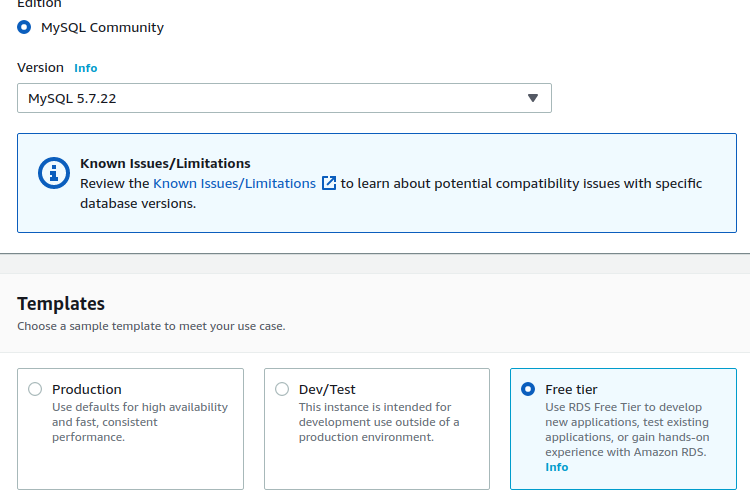 Edition
MySQL Community
Version Info
MySQL 5.7.22
Known Issues/Limitations
Review the Known Issues/Limitations to learn about potential compatibility issues with specific
database versions.
Templates
Choose a sample template to meet your use case.
Production
Use defaults for high availability
and fast, consistent
performance.
Dev/Test
This instance is intended for
development use outside of a
production environment.
Free tier
Use RDS Free Tier to develop
new applications, test existing
applications, or gain hands-on
experience with Amazon RDS.
Info